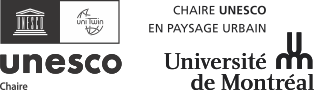 uniTwin
unesco
Chaire
CHAIRE UNESCO
EN PAYSAGE URBAIN
Université
de Montréal